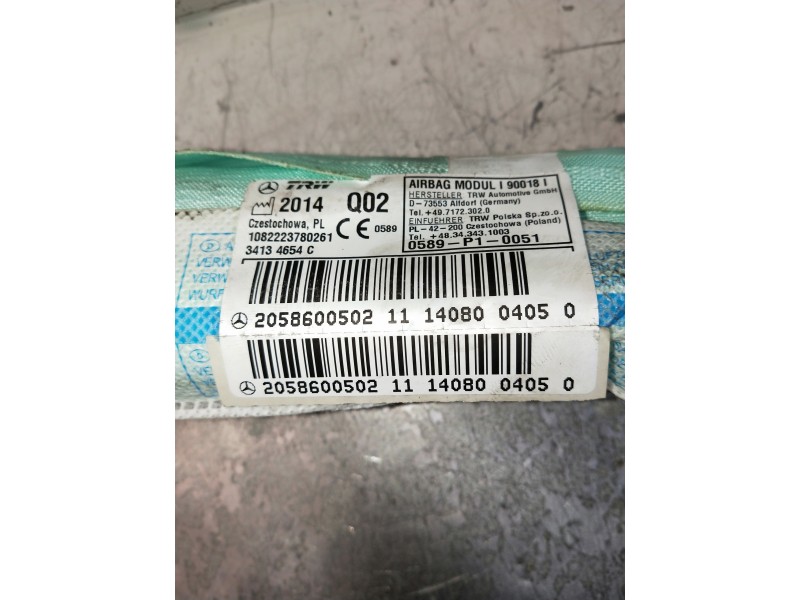 TRW
2014 Q02
Czestochowa, PL
1082223780261
CE 0589
3413 4654 C
AIRBAG MODUL I 90018 I
HERSTELLER TRW Automotive GmbH
D-73553 Alfdorf (Germany)
Tel. +49.7172.302.0
EINFUEHRER TRW Polska Sp.zo.o.
PL-42-200 Czestochowa (Poland)
Tel. +48.34.343.1003
0589-P1-0051
2058600502 11 14080 0405 0
2058600502 11 14080 0405 0